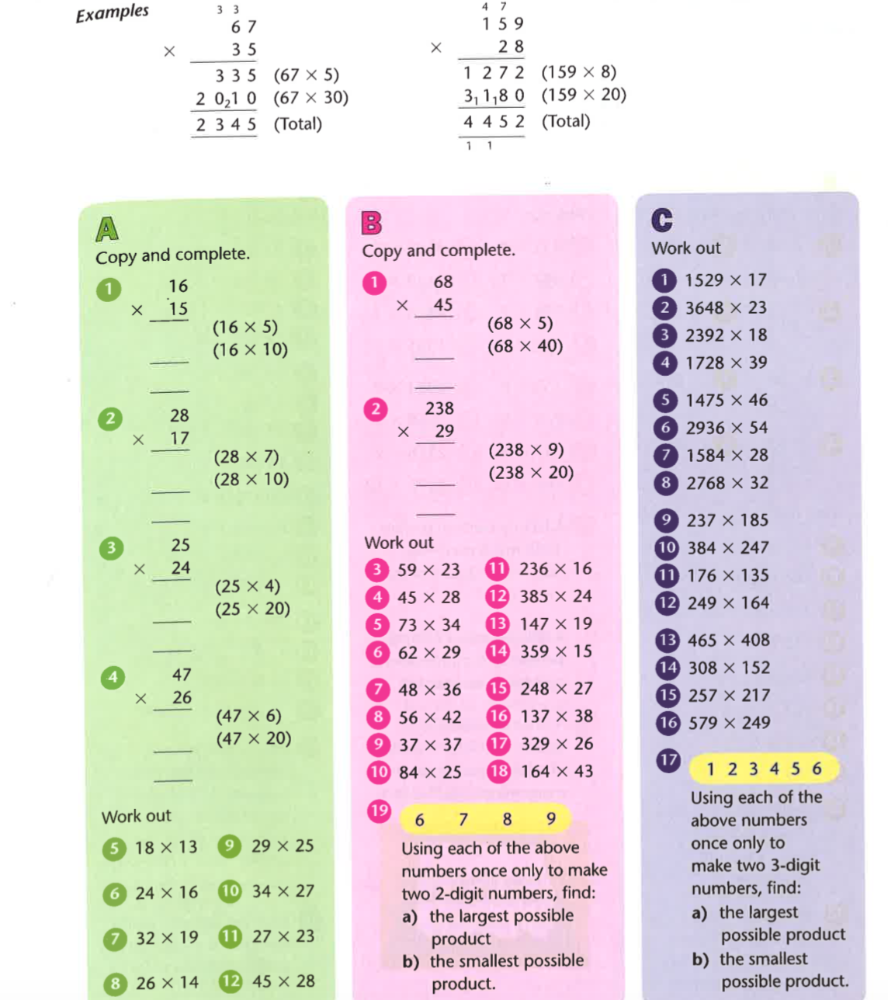 Examples
3 3
6 7
× 3 5
3 3 5 (67 × 5)
2 0₂1 0 (67 × 30)
2 3 4 5 (Total)
4 7
1 5 9
× 2 8
1 2 7 2 (159 × 8)
3₁1₁8 0 (159 × 20)
4 4 5 2 (Total)
1 1
A
Copy and complete.
1 16
× 15
(16 × 5)
(16 × 10)
2 28
× 17
(28 × 7)
(28 × 10)
3 25
× 24
(25 × 4)
(25 × 20)
4 47
× 26
(47 × 6)
(47 × 20)
Work out
5 18 × 13
6 24 × 16
7 32 × 19
8 26 × 14
9 29 × 25
10 34 × 27
11 27 × 23
12 45 × 28
B
Copy and complete.
1 68
× 45
(68 × 5)
(68 × 40)
2 238
× 29
(238 × 9)
(238 × 20)
Work out
3 59 × 23
4 45 × 28
5 73 × 34
6 62 × 29
7 48 × 36
8 56 × 42
9 37 × 37
10 84 × 25
11 236 × 16
12 385 × 24
13 147 × 19
14 359 × 15
15 248 × 27
16 137 × 38
17 329 × 26
18 164 × 43
19 6 7 8 9
Using each of the above
numbers once only to make
two 2-digit numbers, find:
a) the largest possible
product
b) the smallest possible
product.
C
Work out
1 1529 × 17
2 3648 × 23
3 2392 × 18
4 1728 × 39
5 1475 × 46
6 2936 × 54
7 1584 × 28
8 2768 × 32
9 237 × 185
10 384 × 247
11 176 × 135
12 249 × 164
13 465 × 408
14 308 × 152
15 257 × 217
16 579 × 249
17 1 2 3 4 5 6
Using each of the
above numbers
once only to
make two 3-digit
numbers, find:
a) the largest
possible product
b) the smallest
possible product.